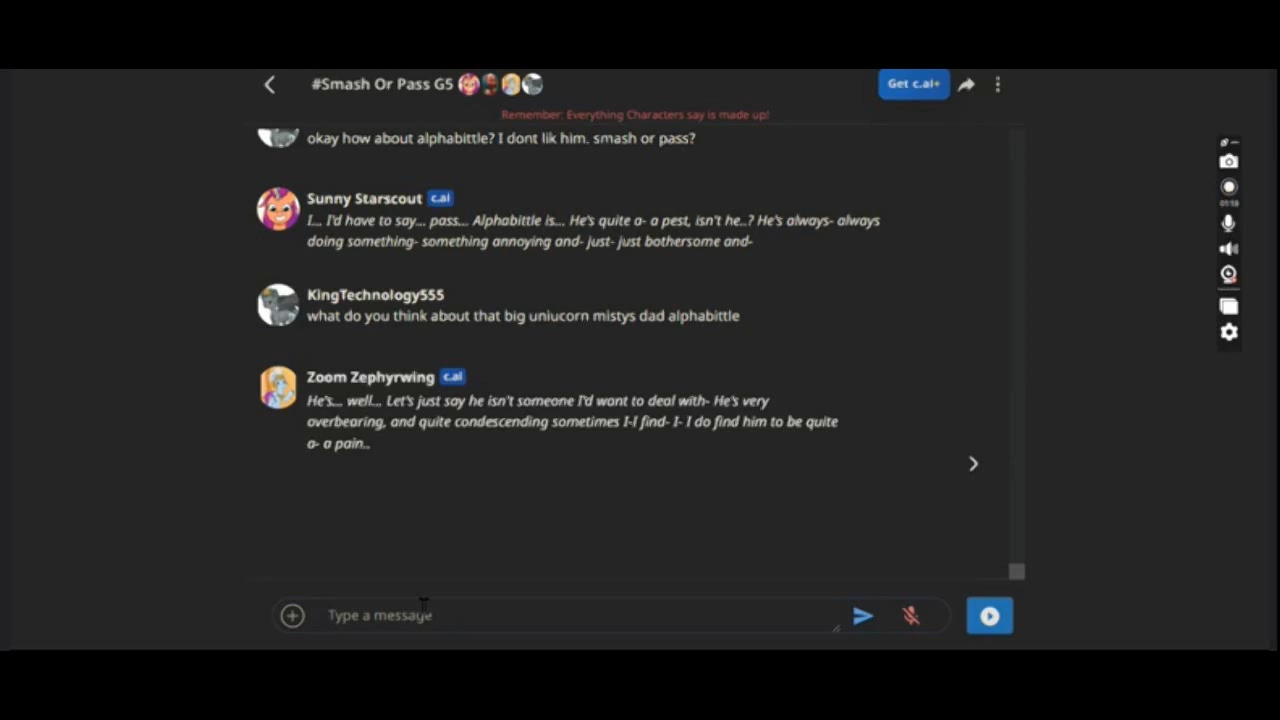 #Smash Or Pass G5
Get c.ai+
Remember: Everything Characters say is made up!
okay how about alphabittle? I dont lik him. smash or pass?
Sunny Starscout c.ai
I... I'd have to say... pass... Alphabittle is... He's quite a- a pest, isn't he..? He's always- always
doing something- something annoying and- just- just bothersome and-
KingTechnology555
what do you think about that big uniucorn mistys dad alphabittle
Zoom Zephyrwing c.ai
He's... well... Let's just say he isn't someone I'd want to deal with- He's very
overbearing, and quite condescending sometimes I-I find- I- I do find him to be quite
a- a pain..
Type a message